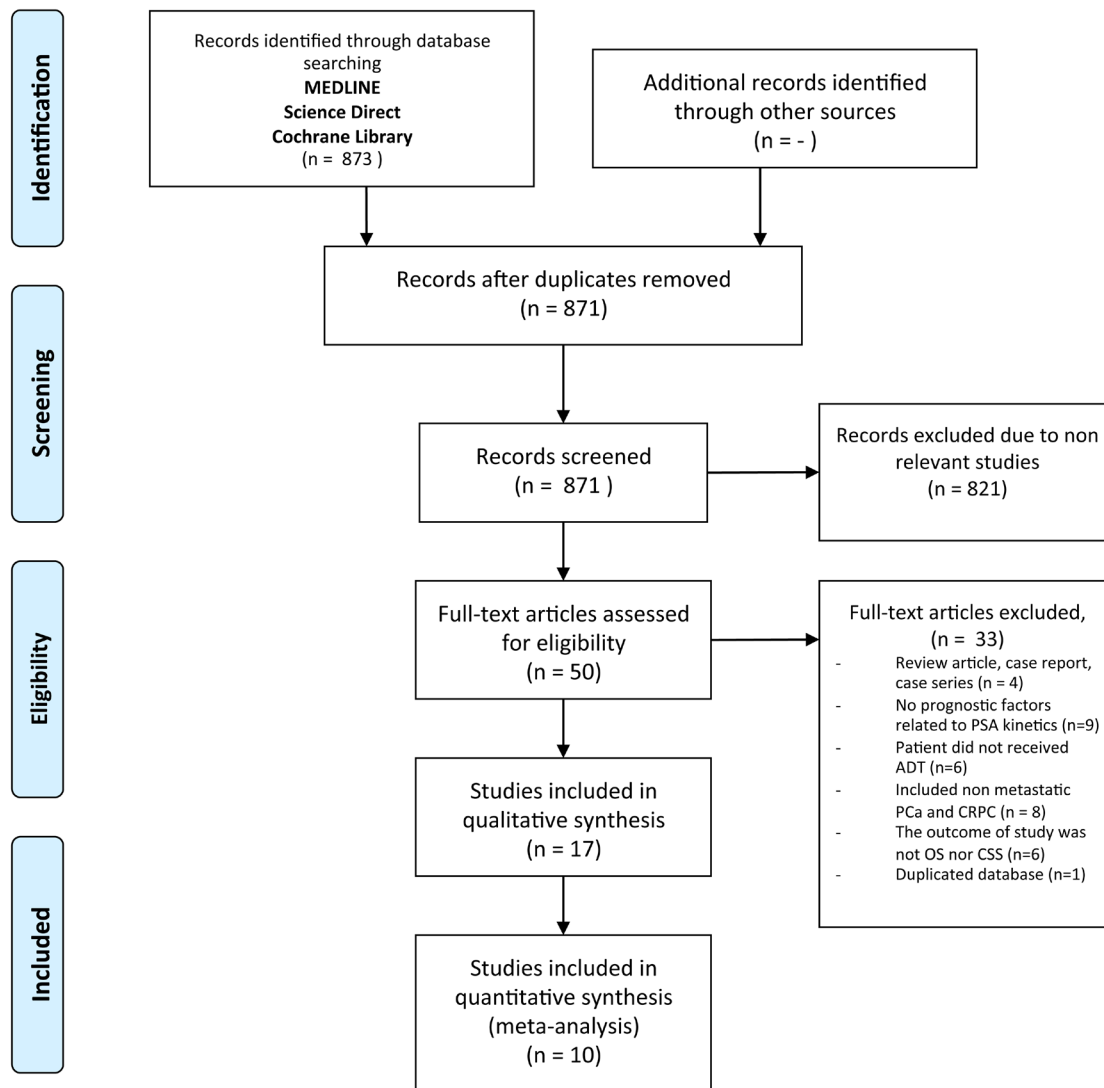 Identification
Records identified through database
searching
MEDLINE
Science Direct
Cochrane Library
(n =  873 )
Additional records identified
through other sources
(n = - )
Records after duplicates removed
(n = 871)
Screening
Records screened
(n =  871 )
Records excluded due to non
relevant studies
(n = 821)
Eligibility
Full-text articles assessed
for eligibility
(n = 50)
Full-text articles excluded,
(n =  33)
- Review article, case report,
case series (n = 4)
- No prognostic factors
related to PSA kinetics (n=9)
- Patient did not received
ADT (n=6)
- Included non metastatic
PCa and CRPC (n = 8)
- The outcome of study was
not OS nor CSS (n=6)
- Duplicated database (n=1)
Studies included in
qualitative synthesis
(n = 17)
Included
Studies included in
quantitative synthesis
(meta-analysis)
(n = 10)